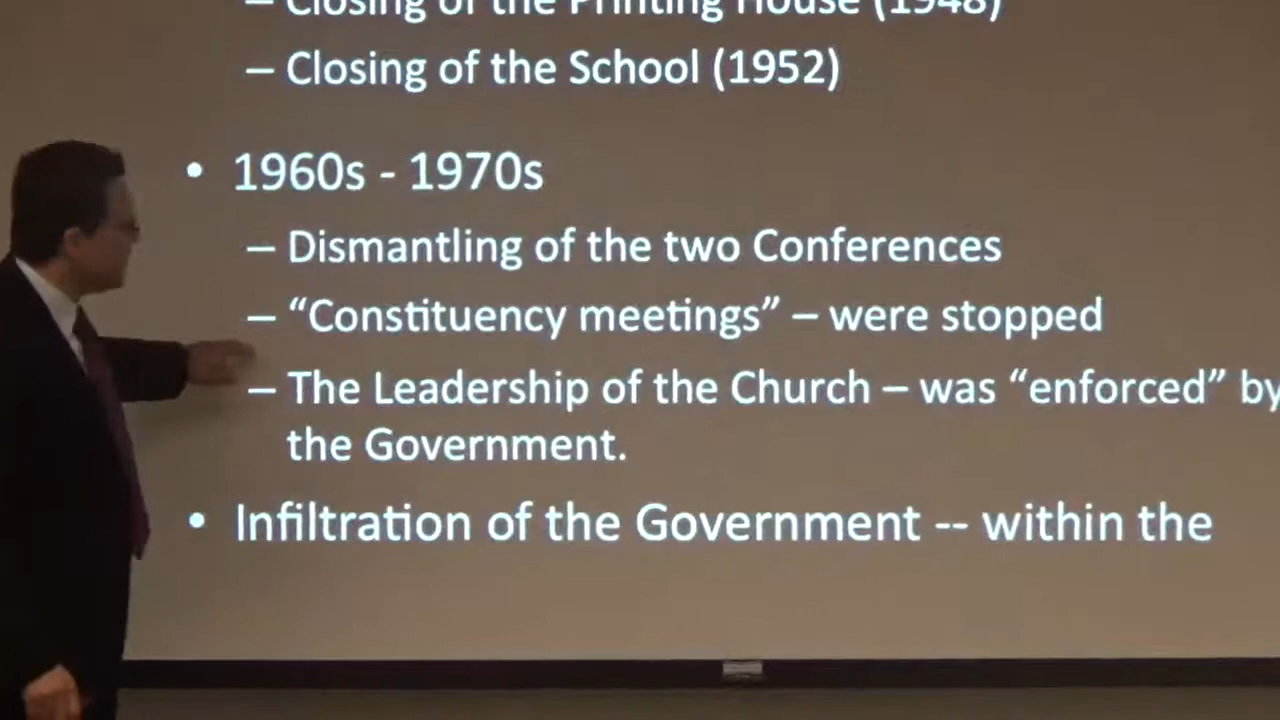 – Closing of the Printing House (1948)
– Closing of the School (1952)
• 1960s - 1970s
– Dismantling of the two Conferences
– “Constituency meetings” – were stopped
– The Leadership of the Church – was “enforced” by
the Government.
• Infiltration of the Government -- within the